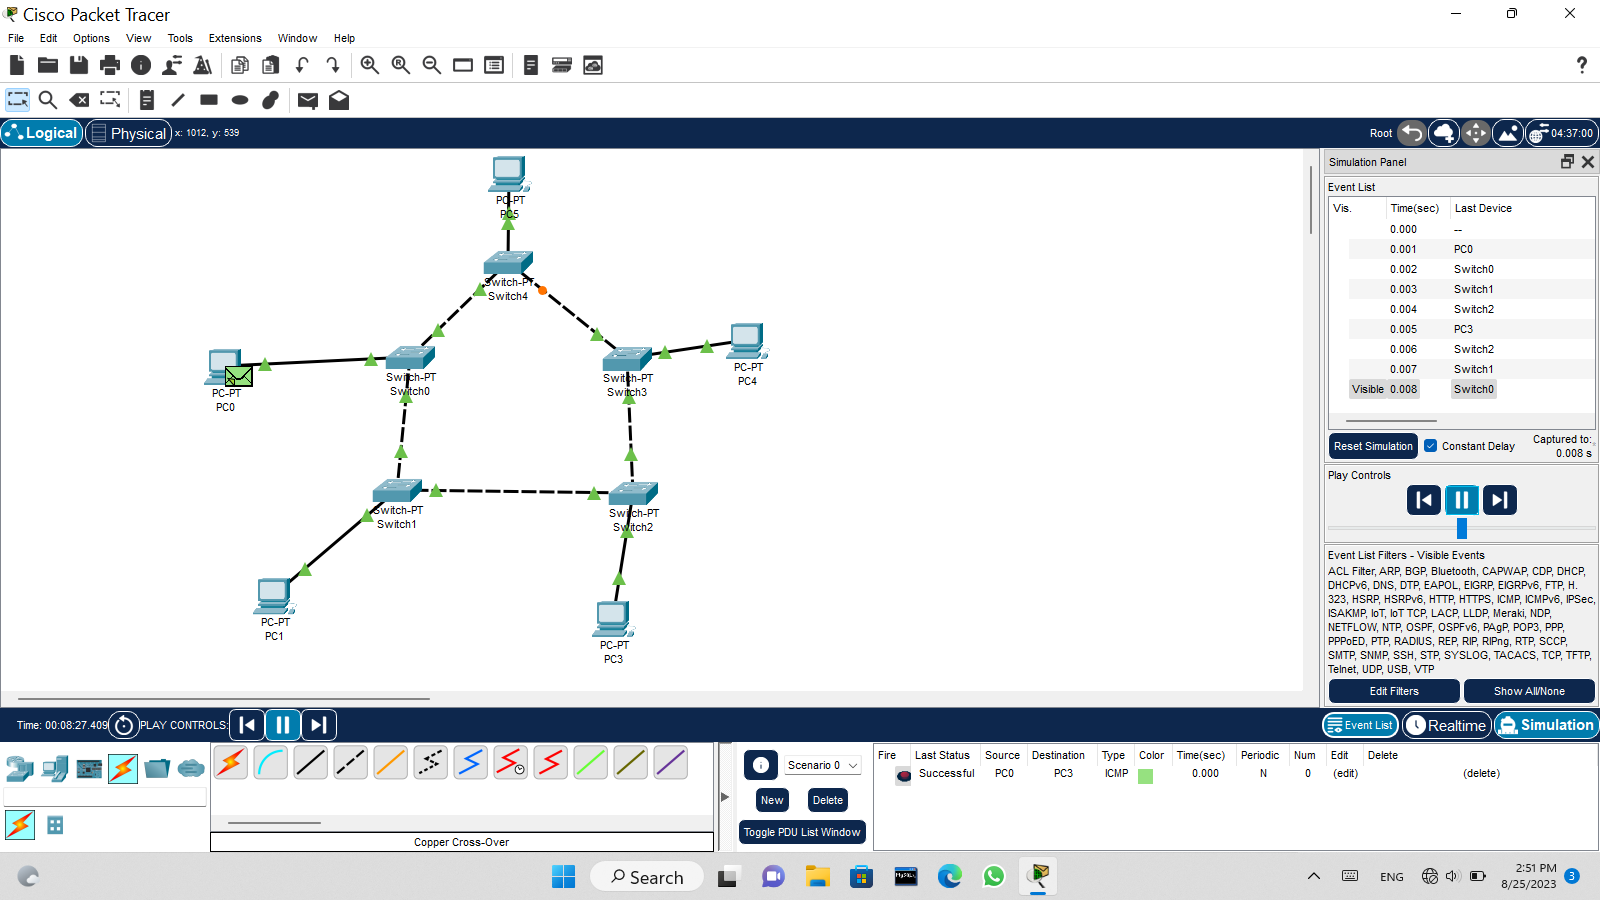 Cisco Packet Tracer
File Edit Options View Tools Extensions Window Help
?
Logical Physical x: 1012, y: 539 Root 04:37:00
Simulation Panel
Event List
Vis. Time(sec) Last Device
0.000 --
0.001 PC0
0.002 Switch0
0.003 Switch1
0.004 Switch2
0.005 PC3
0.006 Switch2
0.007 Switch1
Visible 0.008 Switch0
Reset Simulation Constant Delay Captured to:
0.008 s
Play Controls
Event List Filters - Visible Events
ACL Filter, ARP, BGP, Bluetooth, CAPWAP, CDP, DHCP,
DHCPv6, DNS, DTP, EAPOL, EIGRP, EIGRPv6, FTP, H.
323, HSRP, HSRPv6, HTTP, HTTPS, ICMP, ICMPv6, IPSec,
ISAKMP, IoT, IoT TCP, LACP, LLDP, Meraki, NDP,
NETFLOW, NTP, OSPF, OSPFv6, PAgP, POP3, PPP,
PPPoED, PTP, RADIUS, REP, RIP, RIPng, RTP, SCCP,
SMTP, SNMP, SSH, STP, SYSLOG, TACACS, TCP, TFTP,
Telnet, UDP, USB, VTP
Edit Filters Show All/None
PC-PT
PC5
Switch-PT
Switch4
PC-PT
PC0
Switch-PT
Switch0
Switch-PT
Switch3
PC-PT
PC4
Switch-PT
Switch1
Switch-PT
Switch2
PC-PT
PC1
PC-PT
PC3
Time: 00:08:27.409 PLAY CONTROLS: Event List Realtime Simulation
Copper Cross-Over
Scenario 0
New Delete
Toggle PDU List Window
Fire Last Status Source Destination Type Color Time(sec) Periodic Num Edit Delete
Successful PC0 PC3 ICMP 0.000 N 0 (edit) (delete)
Search MySQL ENG 2:51 PM
8/25/2023 3